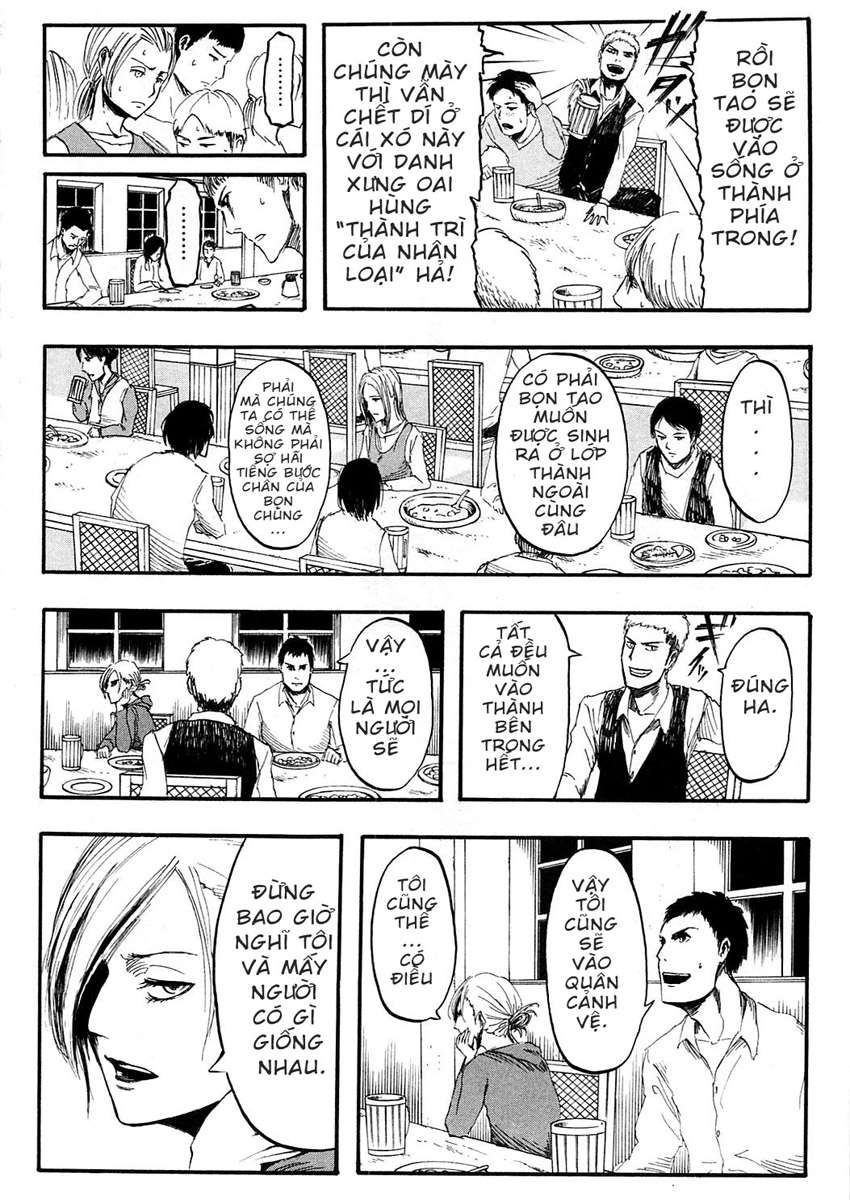 RỒI
BỌN
TAO SẼ
ĐƯỢC
VÀO
SỐNG Ở
THÀNH
PHÍA
TRONG!
CÒN
CHÚNG MÀY
THÌ VẪN
CHẾT DÍ Ở
CÁI XÓ NÀY
VỚI DANH
XƯNG OAI
HÙNG
"THÀNH TRÌ
CỦA NHÂN
LOẠI" HẢ!
........
........
THÌ
...
CÓ PHẢI
BỌN TAO
MUỐN
ĐƯỢC SINH
RA Ở LỚP
THÀNH
NGOÀI
CÙNG
ĐÂU
PHẢI
MÀ CHÚNG
TA CÓ THỂ
SỐNG MÀ
KHÔNG PHẢI
SỢ HÃI
TIẾNG BƯỚC
CHÂN CỦA
BỌN
CHÚNG
...
ĐÚNG
HA.
TẤT
CẢ ĐỀU
MUỐN VÀO
THÀNH
BÊN
TRONG
HẾT...
VẬY
...
TỨC
LÀ MỌI
NGƯỜI
SẼ
VẬY TÔI
CŨNG SẼ
VÀO
QUÂN
CẢNH
VỆ.
TÔI
CŨNG
THẾ
...
CÓ
ĐIỀU
ĐỪNG
BAO GIỜ
NGHĨ TÔI
VÀ MẤY
NGƯỜI
CÓ GÌ
GIỐNG
NHAU.